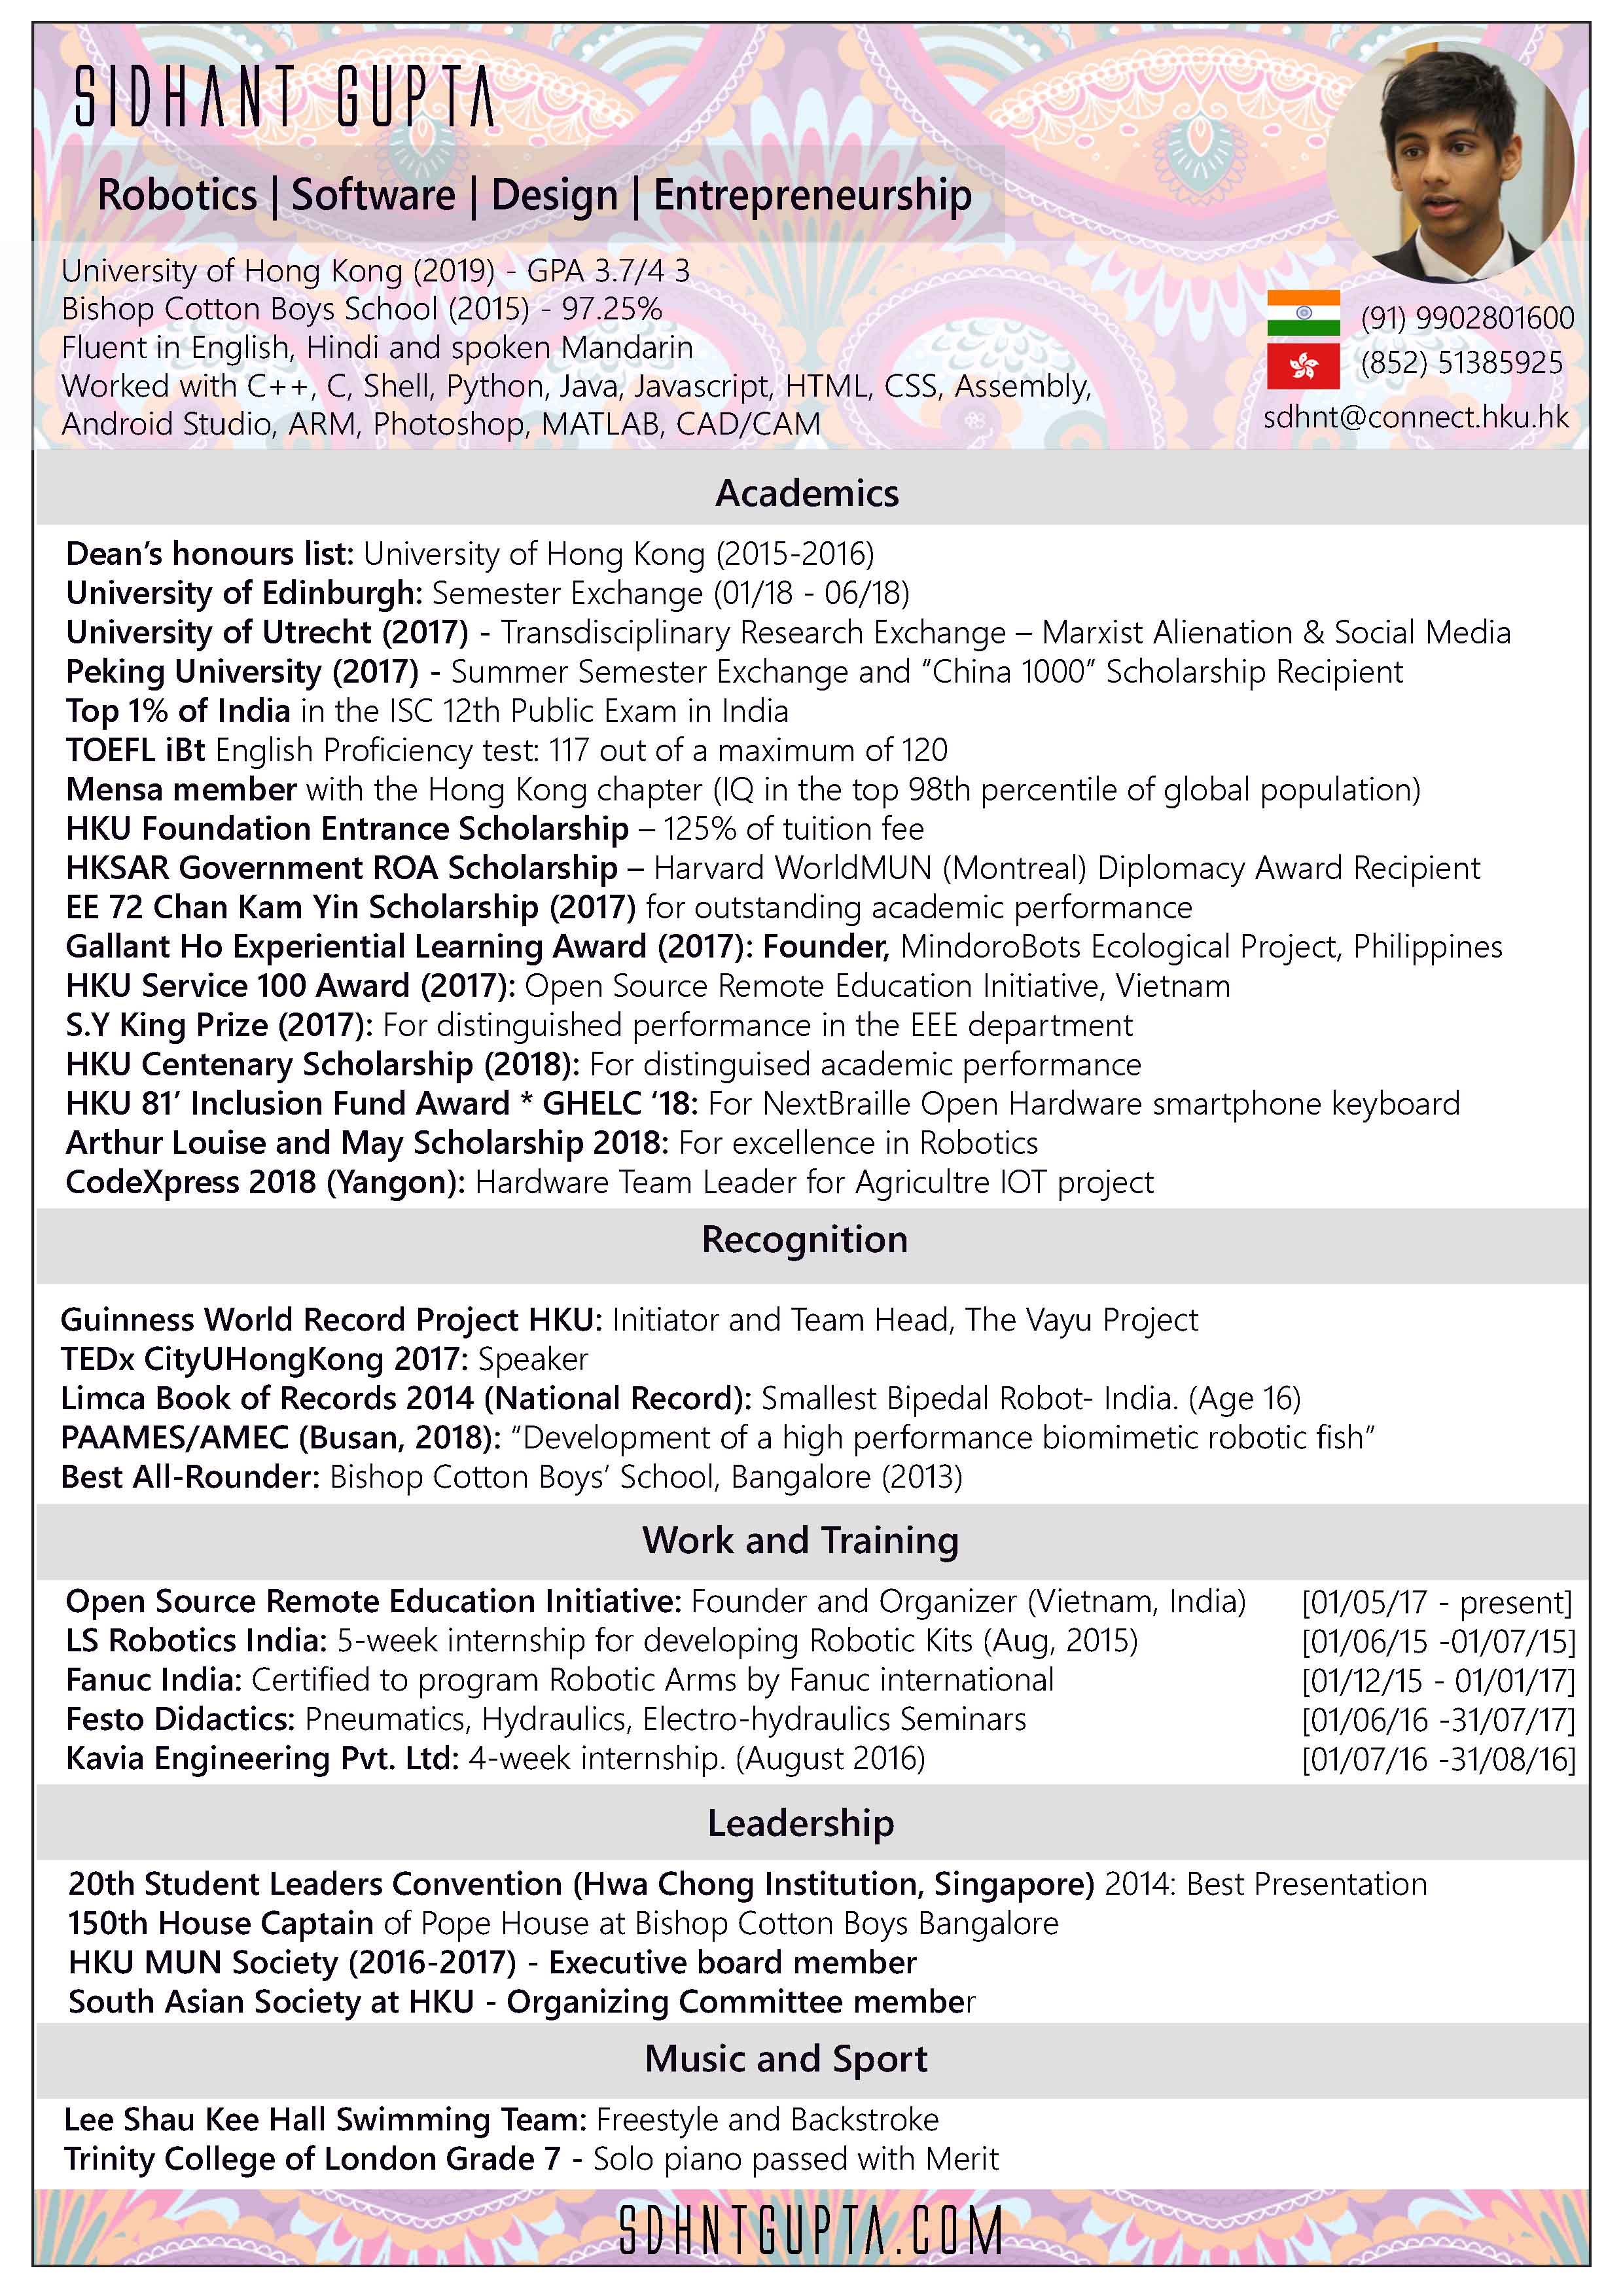 SIDHANT GUPTA
Robotics | Software | Design | Entrepreneurship
University of Hong Kong (2019) - GPA 3.7/4 3
Bishop Cotton Boys School (2015) - 97.25%
Fluent in English, Hindi and spoken Mandarin
Worked with C++, C, Shell, Python, Java, Javascript, HTML, CSS, Assembly,
Android Studio, ARM, Photoshop, MATLAB, CAD/CAM
(91) 9902801600
(852) 51385925
sdhnt@connect.hku.hk
Academics
Dean’s honours list: University of Hong Kong (2015-2016)
University of Edinburgh: Semester Exchange (01/18 - 06/18)
University of Utrecht (2017) - Transdisciplinary Research Exchange – Marxist Alienation & Social Media
Peking University (2017) - Summer Semester Exchange and “China 1000” Scholarship Recipient
Top 1% of India in the ISC 12th Public Exam in India
TOEFL iBt English Proficiency test: 117 out of a maximum of 120
Mensa member with the Hong Kong chapter (IQ in the top 98th percentile of global population)
HKU Foundation Entrance Scholarship – 125% of tuition fee
HKSAR Government ROA Scholarship – Harvard WorldMUN (Montreal) Diplomacy Award Recipient
EE 72 Chan Kam Yin Scholarship (2017) for outstanding academic performance
Gallant Ho Experiential Learning Award (2017): Founder, MindoroBots Ecological Project, Philippines
HKU Service 100 Award (2017): Open Source Remote Education Initiative, Vietnam
S.Y King Prize (2017): For distinguished performance in the EEE department
HKU Centenary Scholarship (2018): For distinguised academic performance
HKU 81’ Inclusion Fund Award * GHELC ‘18: For NextBraille Open Hardware smartphone keyboard
Arthur Louise and May Scholarship 2018: For excellence in Robotics
CodeXpress 2018 (Yangon): Hardware Team Leader for Agricultre IOT project
Recognition
Guinness World Record Project HKU: Initiator and Team Head, The Vayu Project
TEDx CityUHongKong 2017: Speaker
Limca Book of Records 2014 (National Record): Smallest Bipedal Robot- India. (Age 16)
PAAMES/AMEC (Busan, 2018): “Development of a high performance biomimetic robotic fish”
Best All-Rounder: Bishop Cotton Boys’ School, Bangalore (2013)
Work and Training
Open Source Remote Education Initiative: Founder and Organizer (Vietnam, India) [01/05/17 - present]
LS Robotics India: 5-week internship for developing Robotic Kits (Aug, 2015) [01/06/15 -01/07/15]
Fanuc India: Certified to program Robotic Arms by Fanuc international [01/12/15 - 01/01/17]
Festo Didactics: Pneumatics, Hydraulics, Electro-hydraulics Seminars [01/06/16 -31/07/17]
Kavia Engineering Pvt. Ltd: 4-week internship. (August 2016) [01/07/16 -31/08/16]
Leadership
20th Student Leaders Convention (Hwa Chong Institution, Singapore) 2014: Best Presentation
150th House Captain of Pope House at Bishop Cotton Boys Bangalore
HKU MUN Society (2016-2017) - Executive board member
South Asian Society at HKU - Organizing Committee member
Music and Sport
Lee Shau Kee Hall Swimming Team: Freestyle and Backstroke
Trinity College of London Grade 7 - Solo piano passed with Merit
SDHNTGUPTA.COM